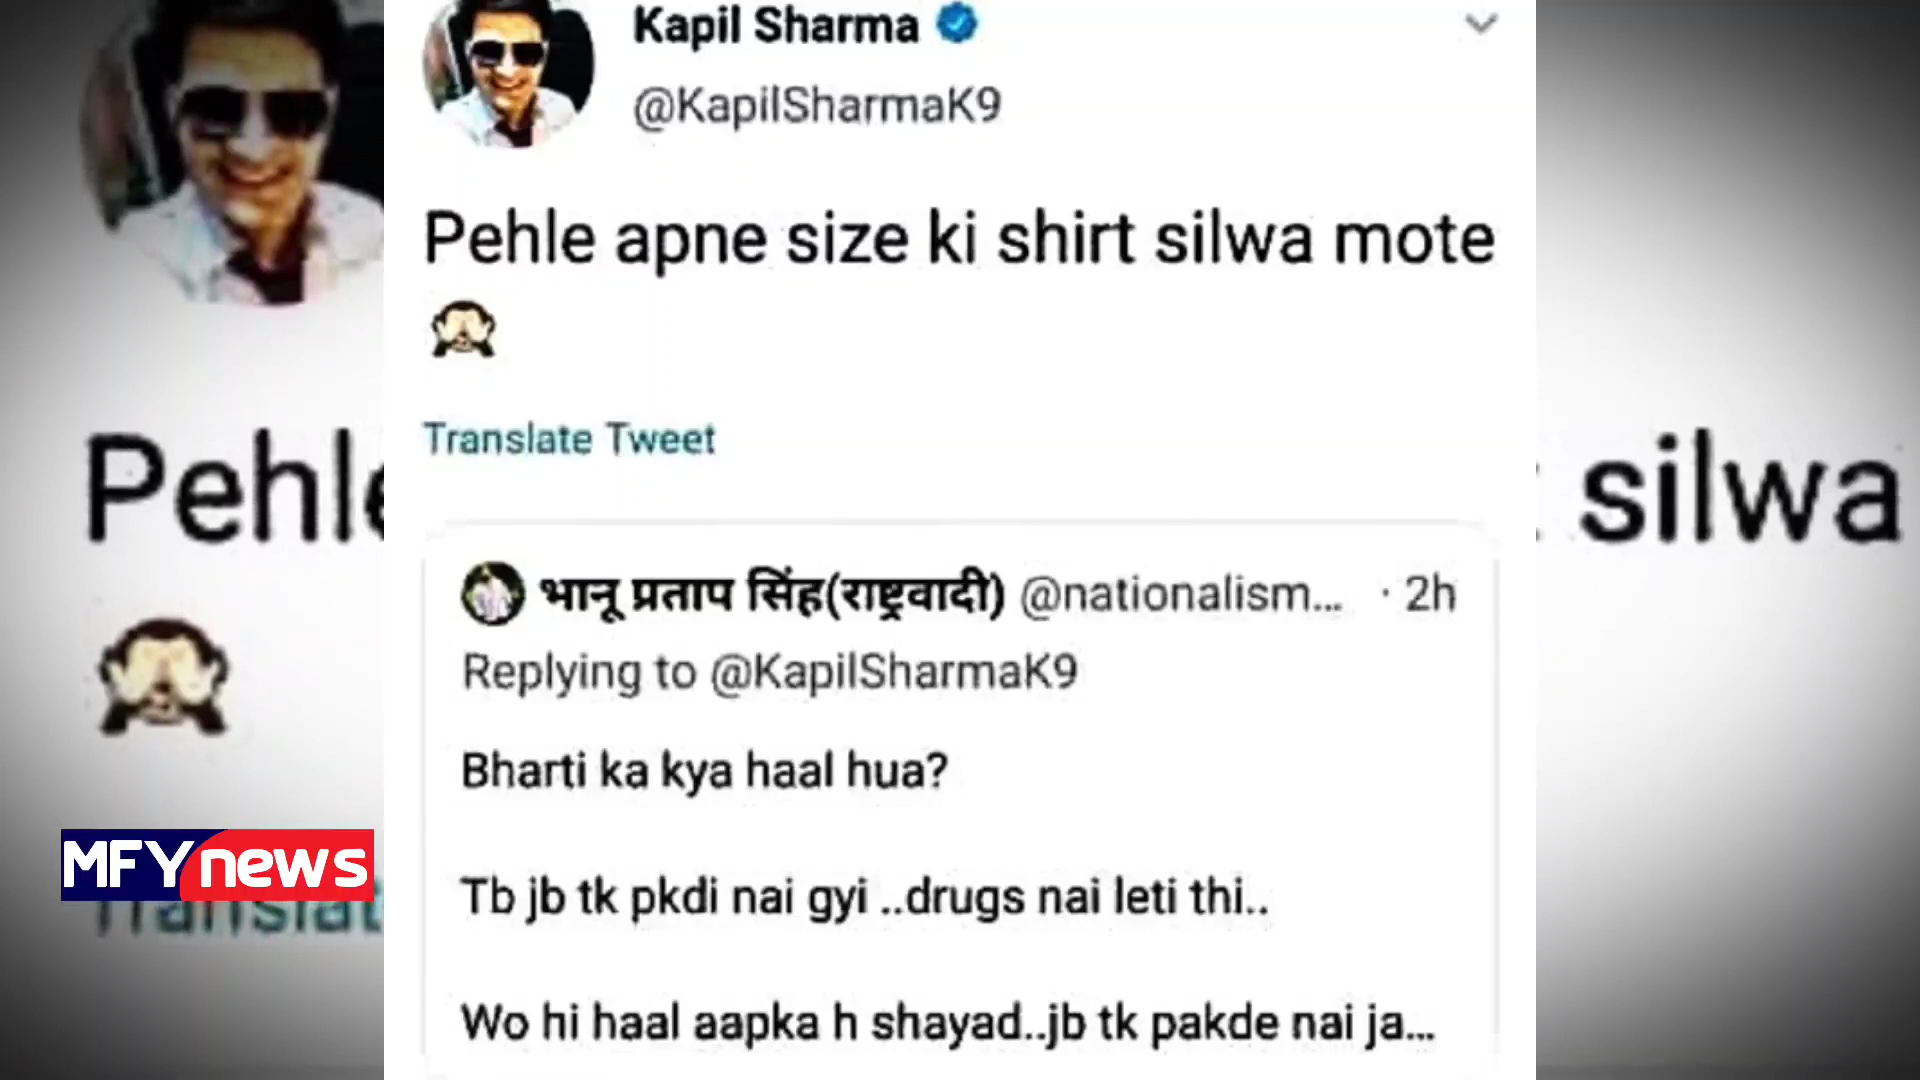 Kapil Sharma
@KapilSharmaK9
Pehle apne size ki shirt silwa mote
Translate Tweet
भानू प्रताप सिंह(राष्ट्रवादी) @nationalism... · 2h
Replying to @KapilSharmaK9
Bharti ka kya haal hua?
Tb jb tk pkdi nai gyi ..drugs nai leti thi..
Wo hi haal aapka h shayad..jb tk pakde nai ja...
Pehle
silwa
MFY news
Translat